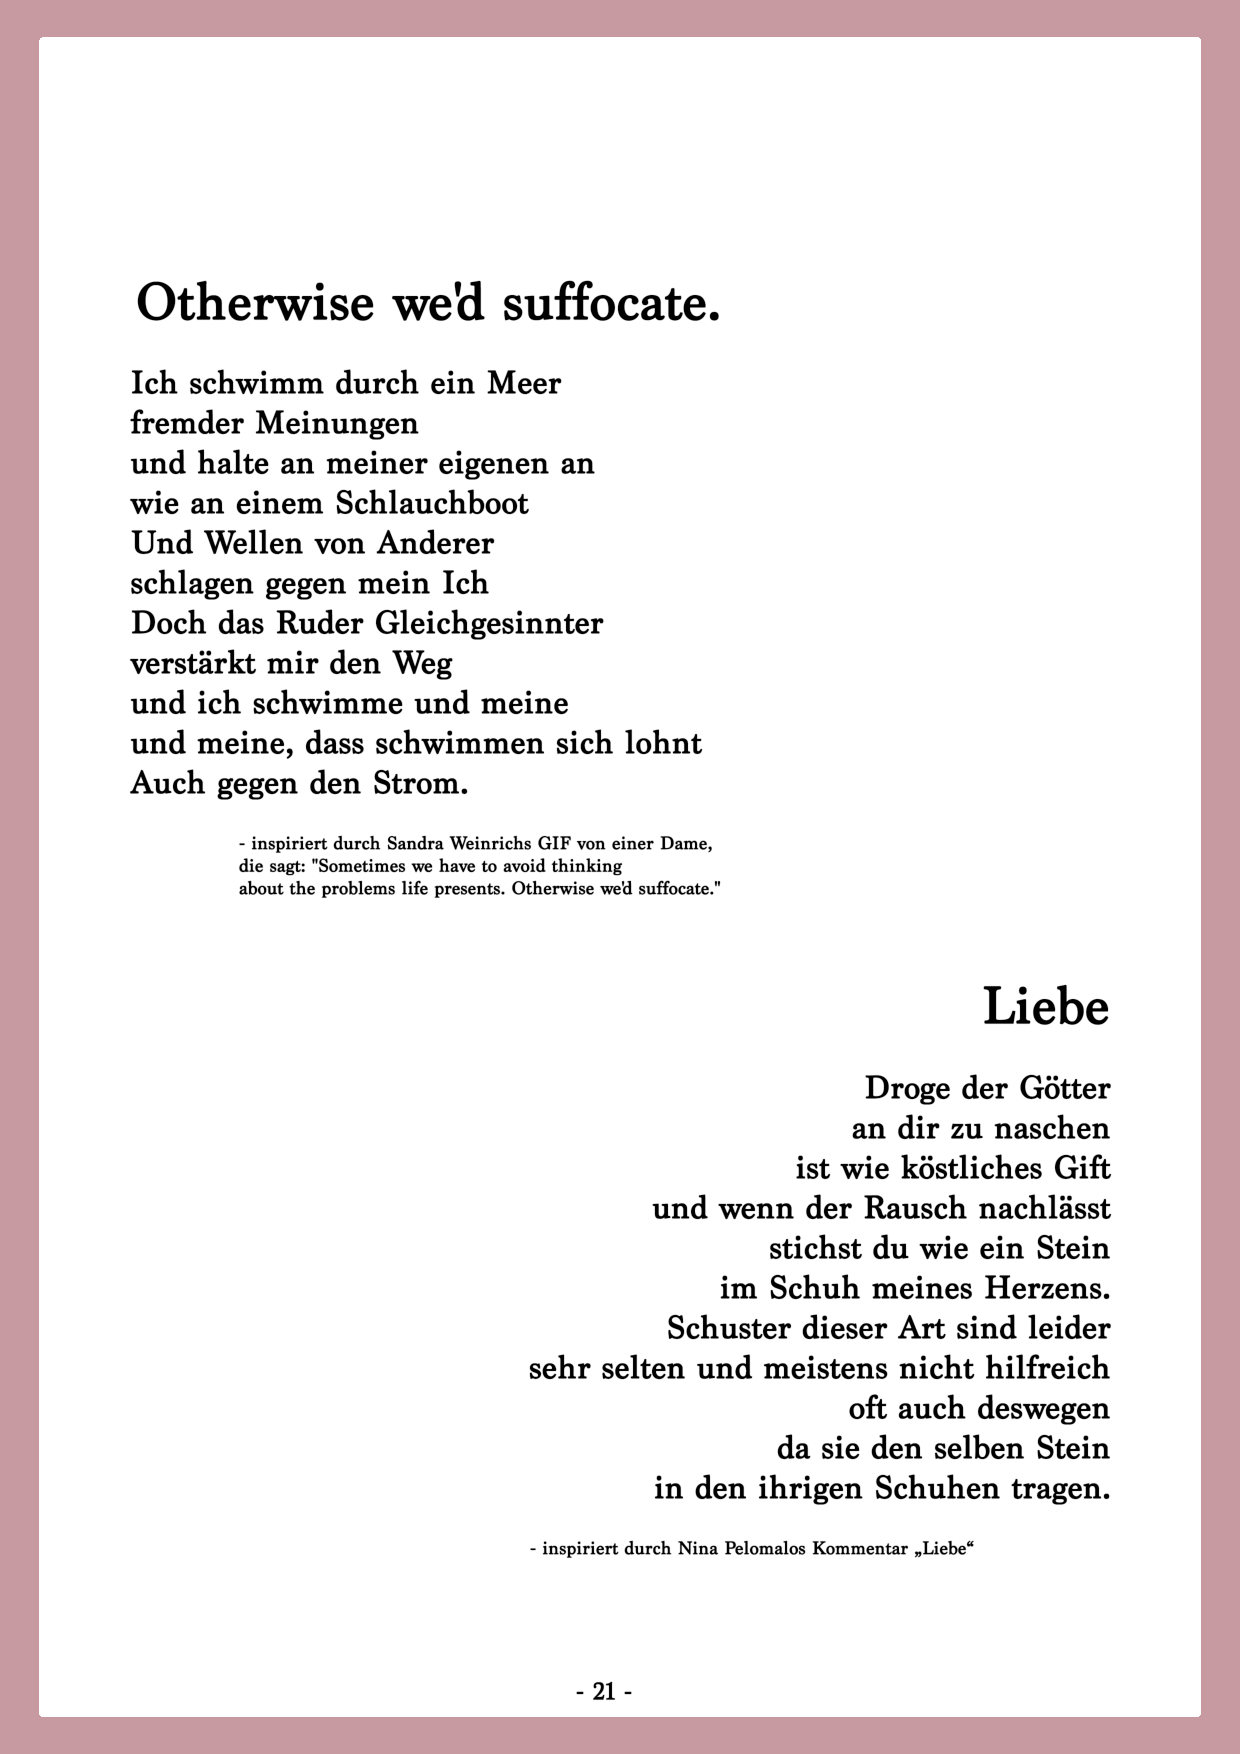 Otherwise we'd suffocate.
Ich schwimm durch ein Meer
fremder Meinungen
und halte an meiner eigenen an
wie an einem Schlauchboot
Und Wellen von Anderer
schlagen gegen mein Ich
Doch das Ruder Gleichgesinnter
verstärkt mir den Weg
und ich schwimme und meine
und meine, dass schwimmen sich lohnt
Auch gegen den Strom.
- inspiriert durch Sandra Weinrichs GIF von einer Dame,
die sagt: "Sometimes we have to avoid thinking
about the problems life presents. Otherwise we'd suffocate."
Liebe
Droge der Götter
an dir zu naschen
ist wie köstliches Gift
und wenn der Rausch nachlässt
stichst du wie ein Stein
im Schuh meines Herzens.
Schuster dieser Art sind leider
sehr selten und meistens nicht hilfreich
oft auch deswegen
da sie den selben Stein
in den ihrigen Schuhen tragen.
- inspiriert durch Nina Pelomalos Kommentar „Liebe“
- 21 -